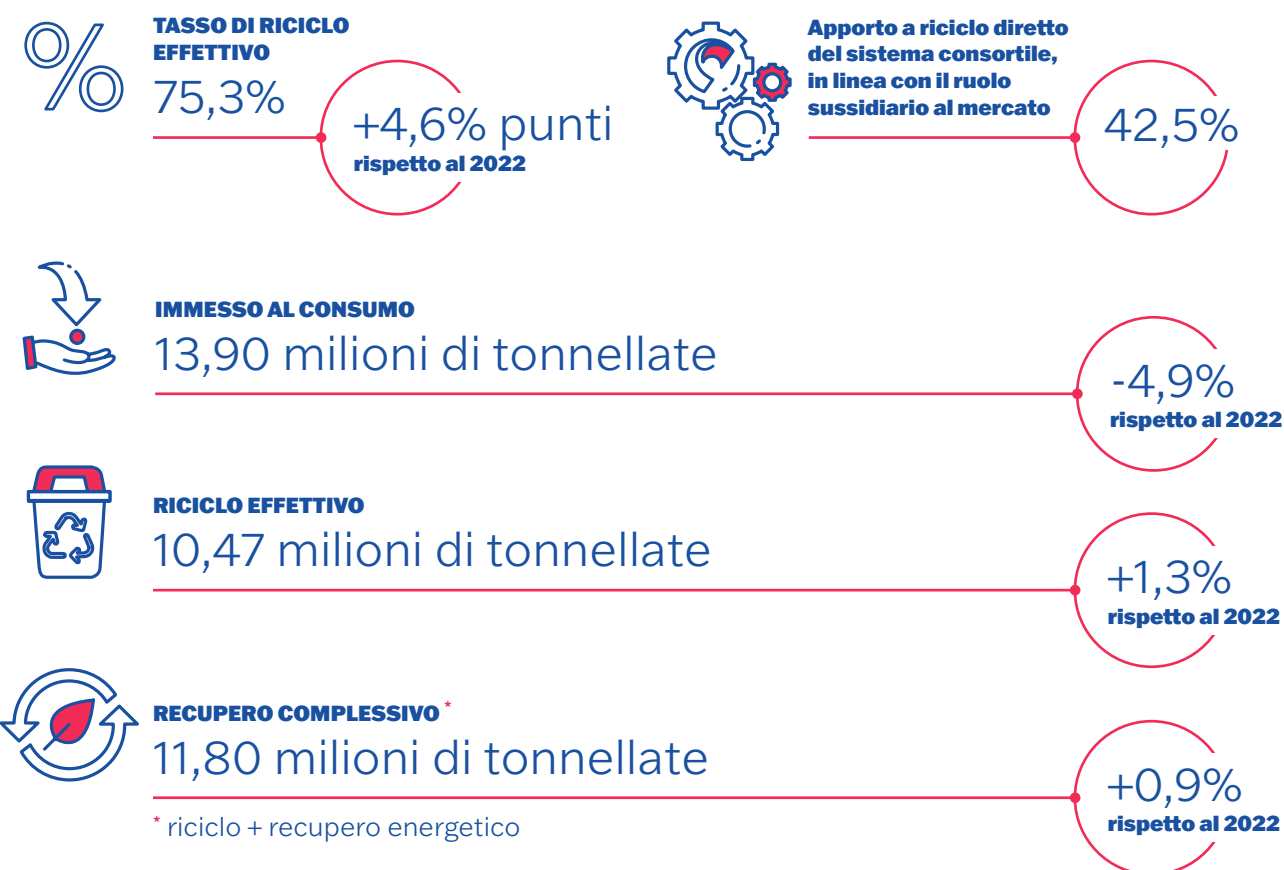 TASSO DI RICICLO
EFFETTIVO
75,3%
+4,6% punti
rispetto al 2022
Apporto a riciclo diretto
del sistema consortile,
in linea con il ruolo
sussidiario al mercato
42,5%
IMMESSO AL CONSUMO
13,90 milioni di tonnellate
-4,9%
rispetto al 2022
RICICLO EFFETTIVO
10,47 milioni di tonnellate
+1,3%
rispetto al 2022
RECUPERO COMPLESSIVO *
11,80 milioni di tonnellate
+0,9%
rispetto al 2022
* riciclo + recupero energetico